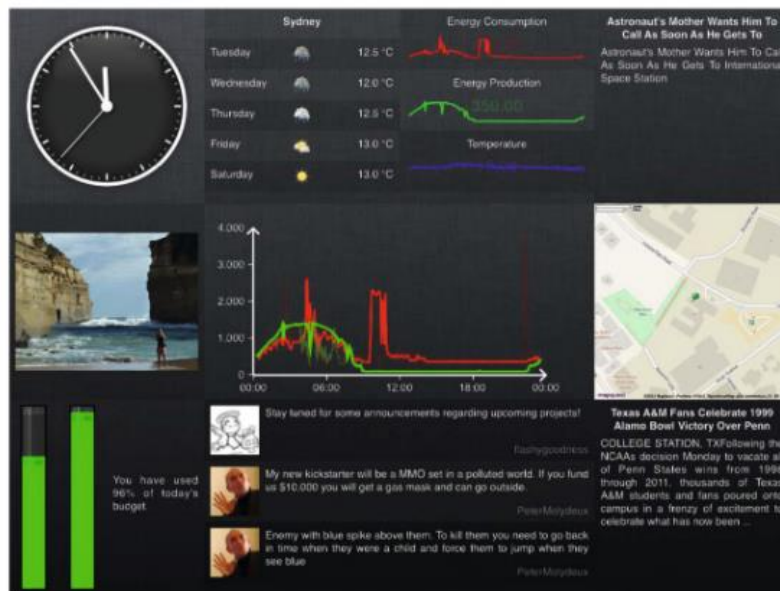 Sydney
Tuesday 12.5 °C
Wednesday 12.0 °C
Thursday 12.5 °C
Friday 13.0 °C
Saturday 13.0 °C
Energy Consumption
Energy Production
350.00
Temperature
Astronaut's Mother Wants Him To
Call As Soon As He Gets To
Astronaut's Mother Wants Him To Cal
As Soon As He Gets To Internationa
Space Station
4.000
3.000
2.000
1.000
0
00:00 06:00 12:00 18:00 00:00
mapquest
You have used
96% of today's
budget
Stay tuned for some announcements regarding upcoming projects!
flashygoodness
My new kickstarter will be a MMO set in a polluted world. If you fund
us $10,000 you will get a gas mask and can go outside.
PeterMolydeux
Enemy with blue spike above them. To kill them you need to go back
in time when they were a child and force them to jump when they
see blue
PeterMolydeux
Texas A&M Fans Celebrate 1999
Alamo Bowl Victory Over Penn
COLLEGE STATION, TXFollowing the
NCAAs decision Monday to vacate al
of Penn States wins from 1998
through 2011, thousands of Texas
A&M students and fans poured onto
campus in a frenzy of excitement to
celebrate what has now been ...